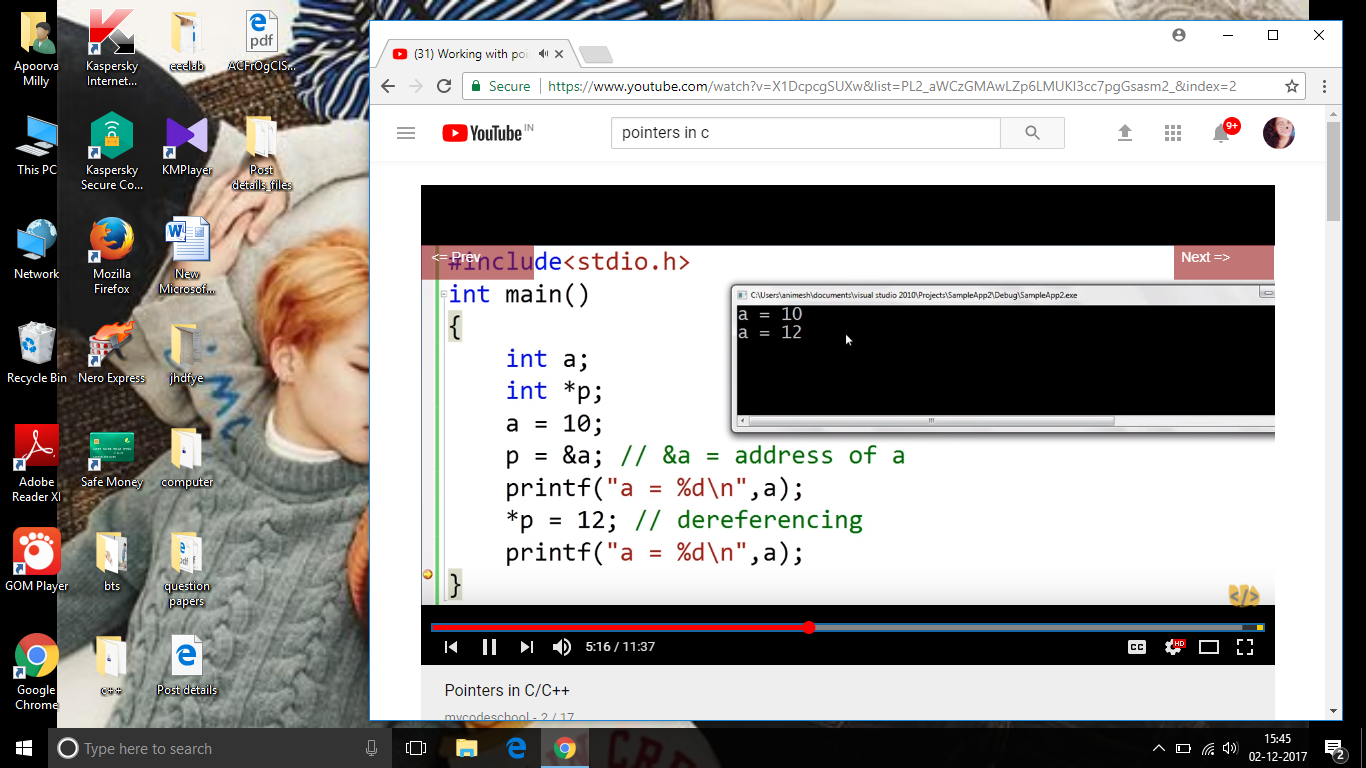 Apoorva
Milly
Kaspersky
Internet...
eeelab
pdf
ACFrOgClS...
This PC
Kaspersky
Secure Co...
KMPlayer
Post
details_files
Network
Mozilla
Firefox
New
Microsof...
Recycle Bin
Nero Express
jhdfye
Adobe
Reader XI
Safe Money
computer
GOM Player
bts
question
papers
Google
Chrome
c++
Post details
(31) Working with poi
Secure
https://www.youtube.com/watch?v=X1DcpcgSUXw&list=PL2_aWCzGMAwLZp6LMUKI3cc7pgGsasm2_&index=2
YouTube IN
pointers in c
9+
<= Prev
Next =>
#include<stdio.h>
int main()
{
int a;
int *p;
a = 10;
p = &a; // &a = address of a
printf("a = %d\n",a);
*p = 12; // dereferencing
printf("a = %d\n",a);
}
C:\Users\animesh\documents\visual studio 2010\Projects\SampleApp2\Debug\SampleApp2.exe
a = 10
a = 12
</>
5:16 / 11:37
CC
HD
Pointers in C/C++
mycodeschool - 2 / 17
Type here to search
15:45
02-12-2017
2